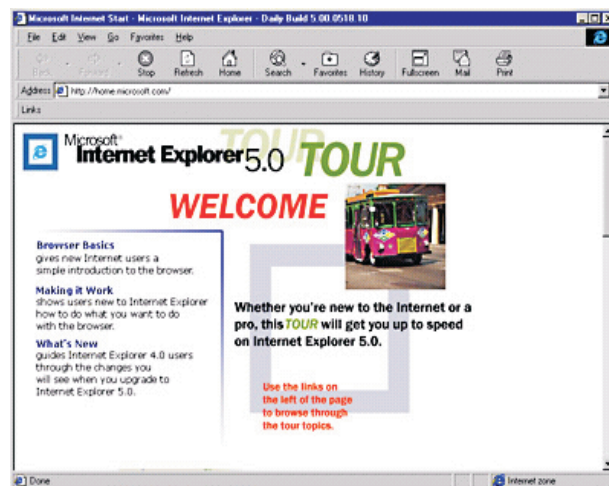 Microsoft Internet Start - Microsoft Internet Explorer - Daily Build 5.00.0518.10
File Edit View Go Favorites Help
Back Forward Stop Refresh Home Search Favorites History Fullscreen Mail Print
Address http://home.microsoft.com/
Links
TOUR
Microsoft
Internet Explorer 5.0 TOUR
WELCOME
Browser Basics
gives new Internet users a
simple introduction to the browser.
Making it Work
shows users new to Internet Explorer
how to do what you want to do
with the browser.
What's New
guides Internet Explorer 4.0 users
through the changes you
will see when you upgrade to
Internet Explorer 5.0.
Whether you're new to the Internet or a
pro, this TOUR will get you up to speed
on Internet Explorer 5.0.
Use the links on
the left of the page
to browse through
the tour topics.
Done Internet zone